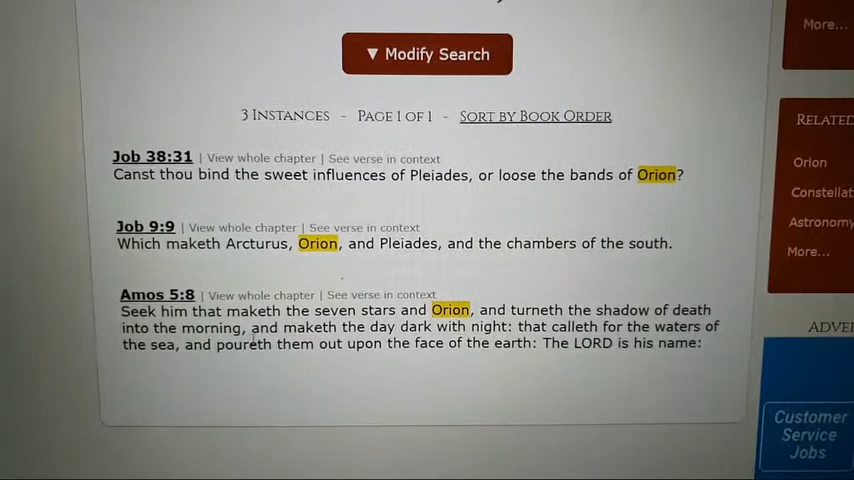 ▼ Modify Search
3 Instances - Page 1 of 1 - Sort by Book Order
Job 38:31 | View whole chapter | See verse in context
Canst thou bind the sweet influences of Pleiades, or loose the bands of Orion?
Job 9:9 | View whole chapter | See verse in context
Which maketh Arcturus, Orion, and Pleiades, and the chambers of the south.
Amos 5:8 | View whole chapter | See verse in context
Seek him that maketh the seven stars and Orion, and turneth the shadow of death
into the morning, and maketh the day dark with night: that calleth for the waters of
the sea, and poureth them out upon the face of the earth: The LORD is his name:
More...
Related
Orion
Constellat
Astronomy
More...
Adver
Customer
Service
Jobs